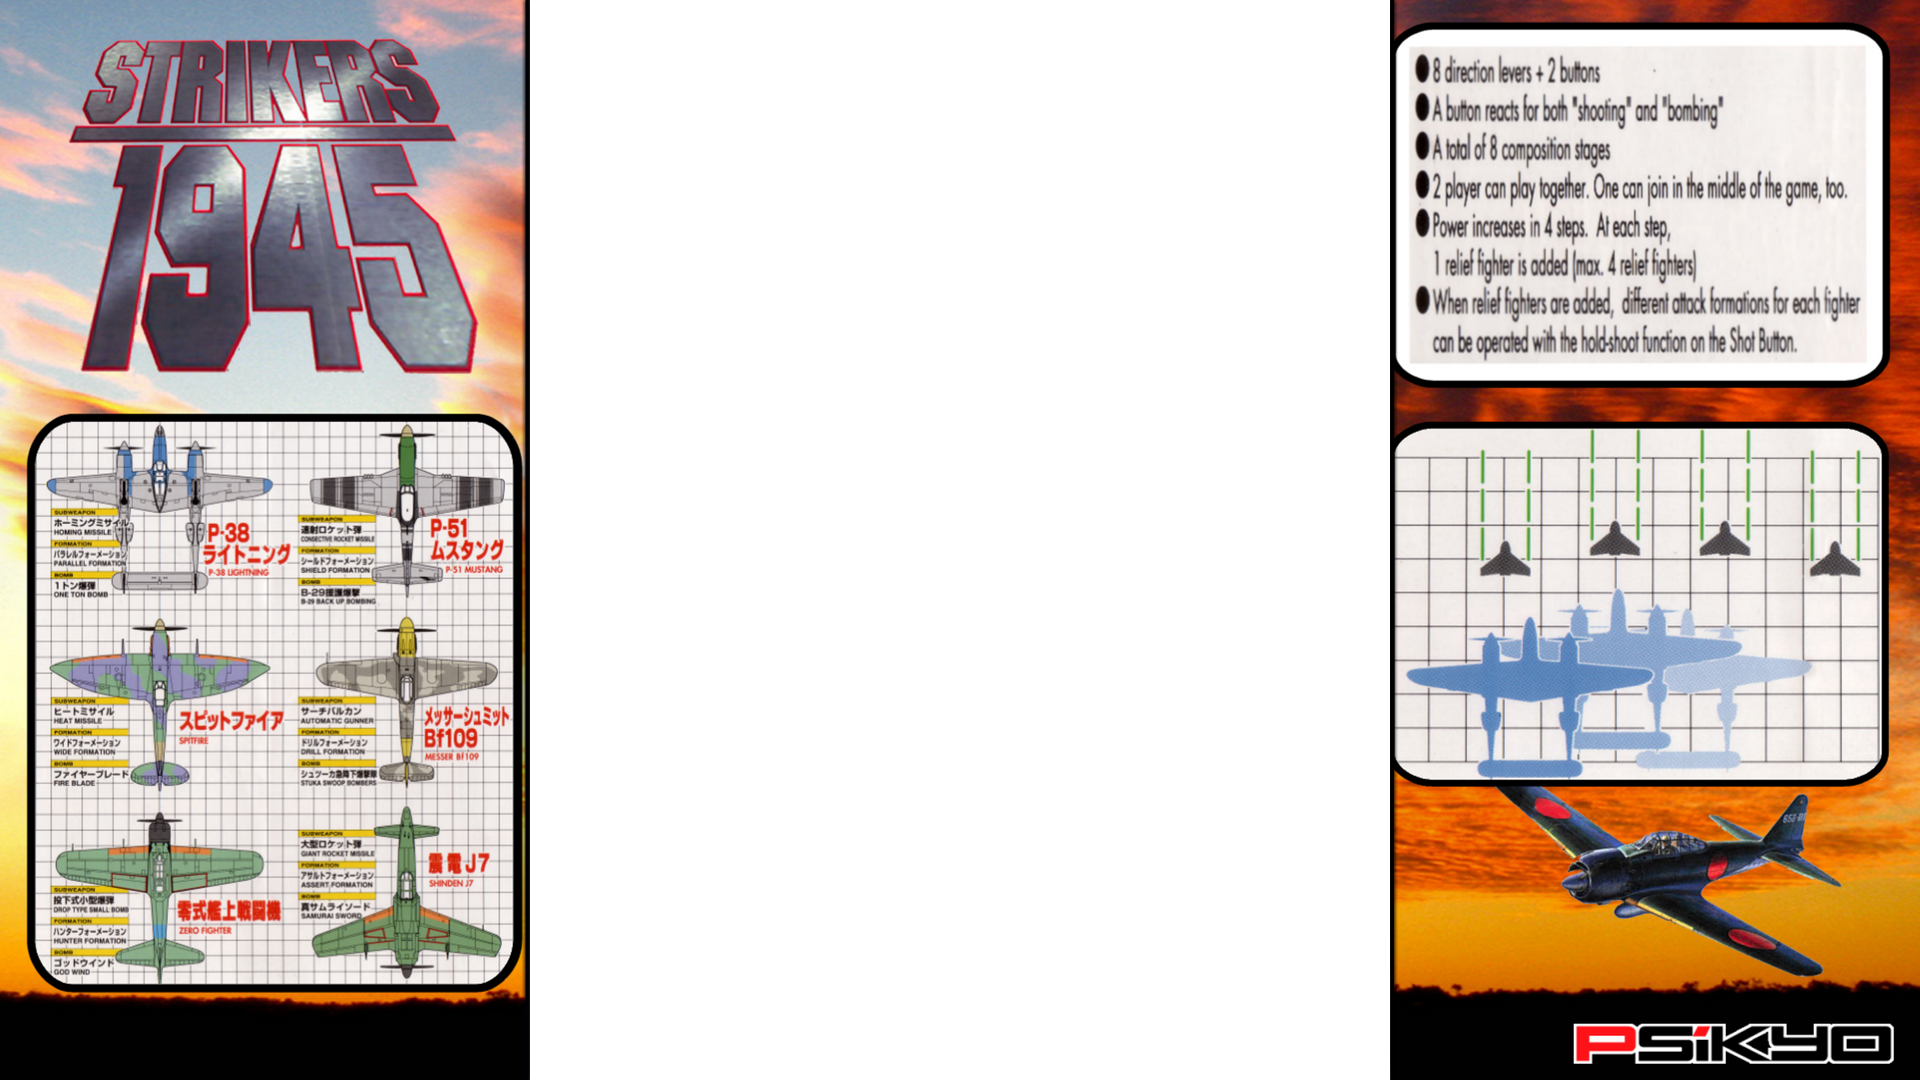 STRIKERS
1945
SUBWEAPON
ホーミングミサイル
HOMING MISSILE
FORMATION
パラレルフォーメーション
PARALLEL FORMATION
BOMB
1トン爆弾
ONE TON BOMB
P-38
ライトニング
P-38 LIGHTNING
SUBWEAPON
速射ロケット弾
CONSECTIVE ROCKET MISSILE
FORMATION
シールドフォーメーション
SHIELD FORMATION
BOMB
B-29援護爆撃
B-29 BACK UP BOMBING
P-51
ムスタング
P-51 MUSTANG
SUBWEAPON
ヒートミサイル
HEAT MISSILE
FORMATION
ワイドフォーメーション
WIDE FORMATION
BOMB
ファイヤーブレード
FIRE BLADE
スピットファイア
SPITFIRE
SUBWEAPON
サーチバルカン
AUTOMATIC GUNNER
FORMATION
ドリルフォーメーション
DRILL FORMATION
BOMB
シュツーカ急降下爆撃隊
STUKA SWOOP BOMBERS
メッサーシュミット
Bf109
MESSER Bf109
SUBWEAPON
投下式小型爆弾
DROP TYPE SMALL BOMB
FORMATION
ハンターフォーメーション
HUNTER FORMATION
BOMB
ゴッドウインド
GOD WIND
零式艦上戦闘機
ZERO FIGHTER
SUBWEAPON
大型ロケット弾
GIANT ROCKET MISSILE
FORMATION
アサルトフォーメーション
ASSERT FORMATION
BOMB
真サムライソード
SAMURAI SWORD
震電J7
SHINDEN J7
●8 direction levers + 2 buttons
●A button reacts for both "shooting" and "bombing"
●A total of 8 composition stages
●2 player can play together. One can join in the middle of the game, too.
●Power increases in 4 steps. At each step,
1 relief fighter is added (max. 4 relief fighters)
●When relief fighters are added, different attack formations for each fighter
can be operated with the hold-shoot function on the Shot Button.
PSiKYO